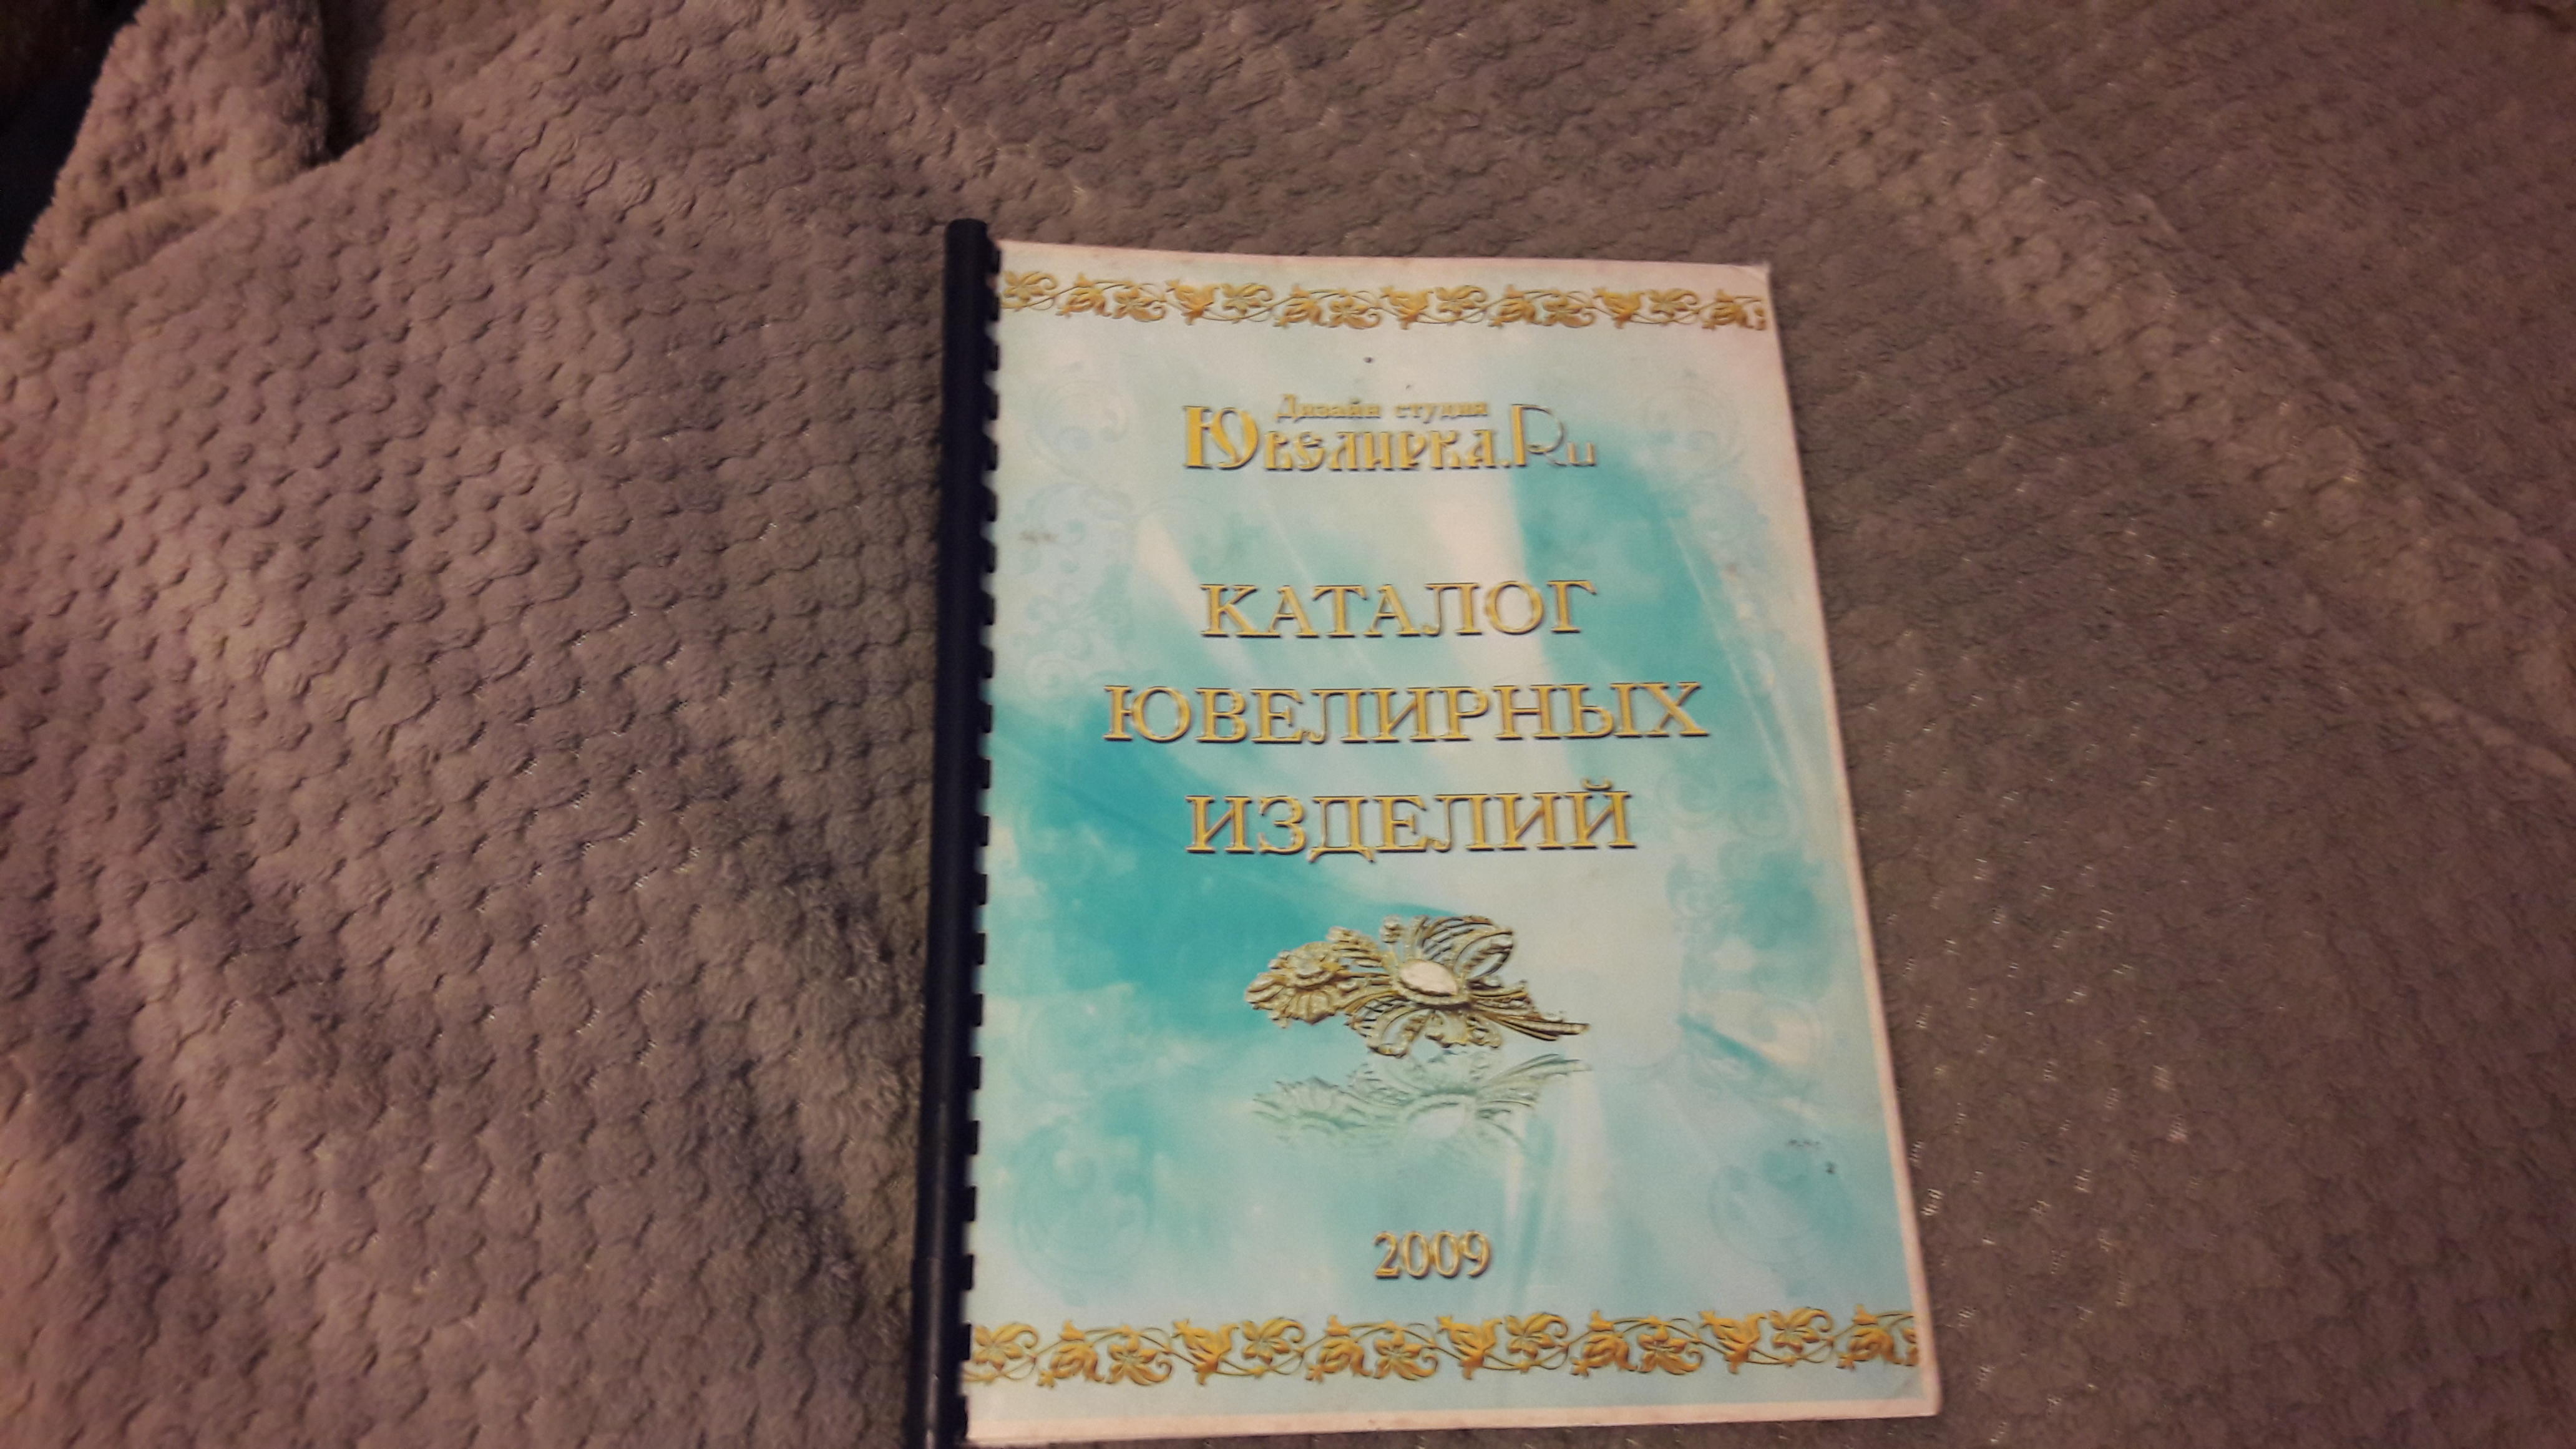 Дизайн студия
Ювелирка.Ru
КАТАЛОГ
ЮВЕЛИРНЫХ
ИЗДЕЛИЙ
2009